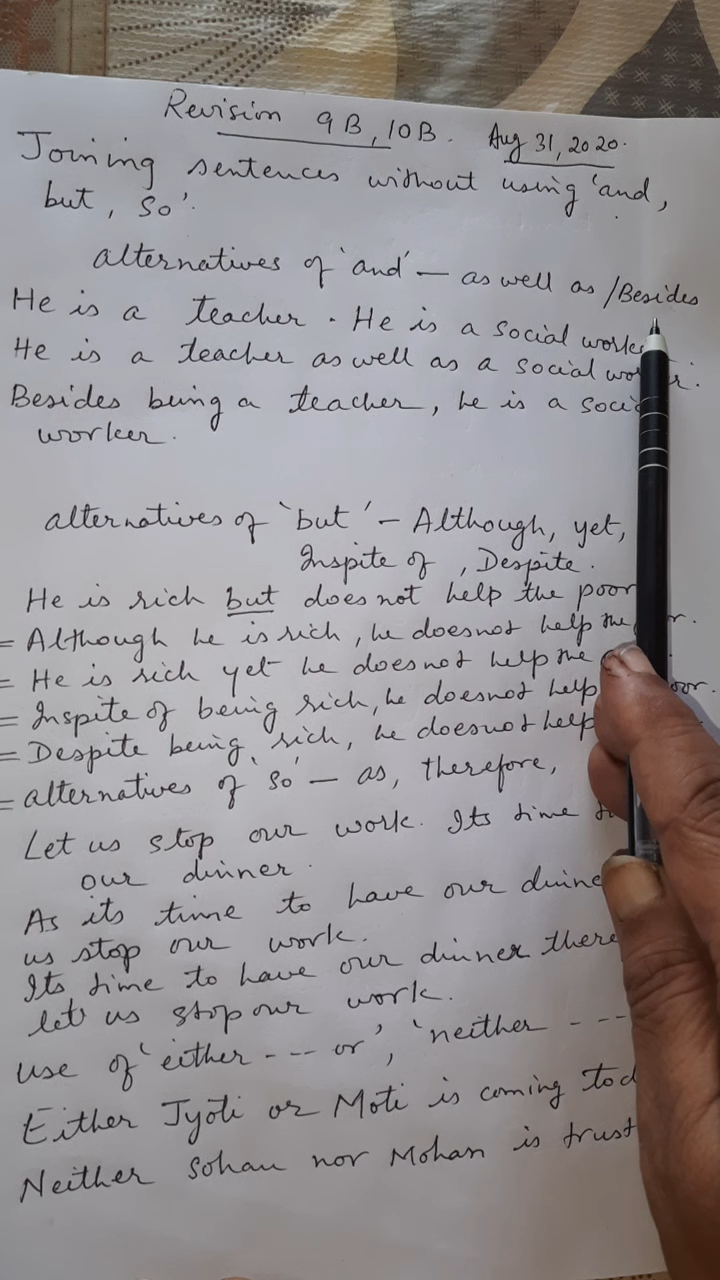 Revision 9B, 10B. Aug 31, 2020.
Joining sentences without using 'and,
but, so'.
alternatives of 'and' — as well as /Besides
He is a teacher. He is a social
He is a teacher as well as a social
Besides being a teacher, he is a
worker.
alternatives of 'but' – Although, yet,
Inspite of, Despite.
He is rich but does not help the poor
= Although he is rich, he doesnot help the
= He is rich yet he doesnot help the
= Inspite of being rich, he doesnot help
= Despite being rich, he doesnot help
= alternatives of 'so' — as, therefore,
Let us stop our work. Its time
our dinner.
As its time to have our
us stop our work.
Its time to have our dinner
let us stop our work.
use of 'either --- or', 'neither ---
Either Jyoti or Moti is coming
Neither Sohan nor Mohan is